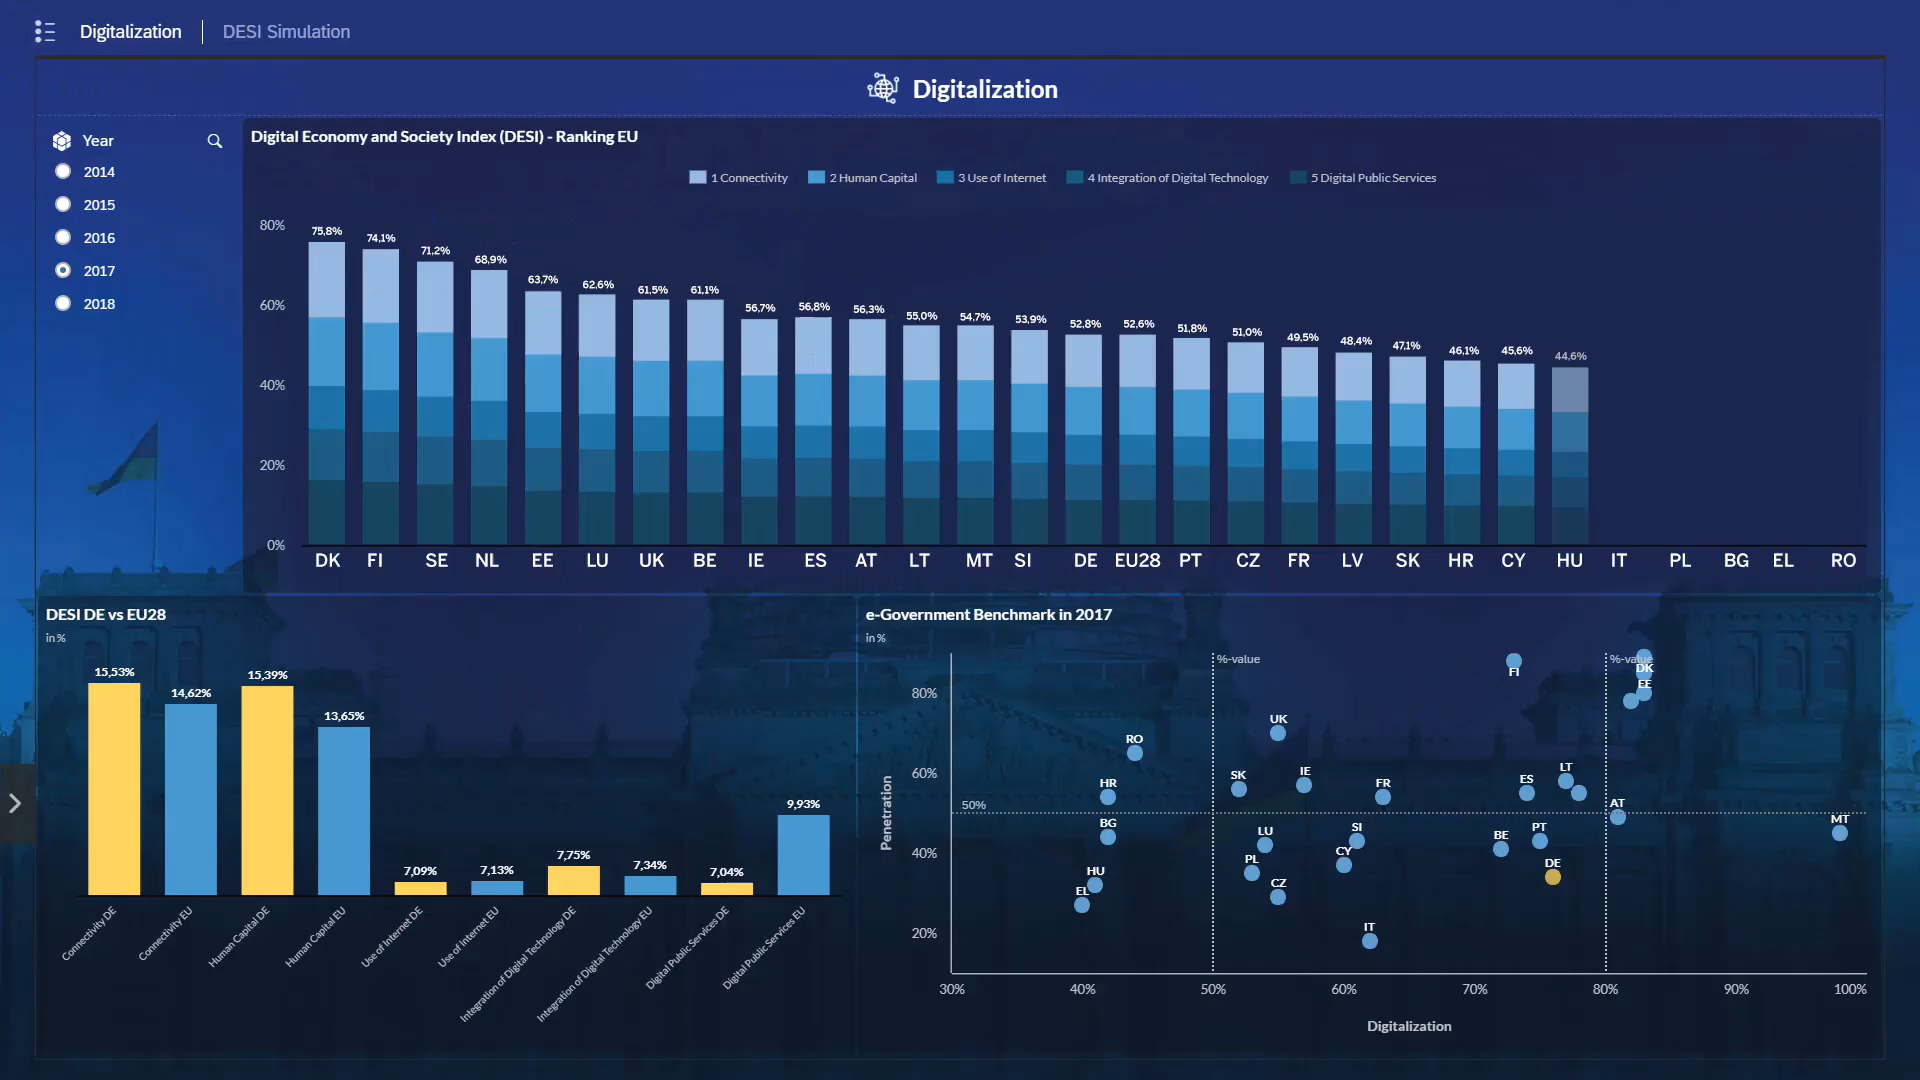 Digitalization
DESI Simulation
Digitalization
Year
2014
2015
2016
2017
2018
Digital Economy and Society Index (DESI) - Ranking EU
1 Connectivity 2 Human Capital 3 Use of Internet 4 Integration of Digital Technology 5 Digital Public Services
80%
60%
40%
20%
0%
75,8% 74,1% 71,2% 68,9% 63,7% 62,6% 61,5% 61,1% 56,7% 56,8% 56,3% 55,0% 54,7% 53,9% 52,8% 52,6% 51,8% 51,0% 49,5% 48,4% 47,1% 46,1% 45,6% 44,6%
DK FI SE NL EE LU UK BE IE ES AT LT MT SI DE EU28 PT CZ FR LV SK HR CY HU IT PL BG EL RO
DESI DE vs EU28
in %
15,53% 14,62% 15,39% 13,65% 7,09% 7,13% 7,75% 7,34% 7,04% 9,93%
Connectivity DE
Connectivity EU
Human Capital DE
Human Capital EU
Use of Internet DE
Use of Internet EU
Integration of Digital Technology DE
Integration of Digital Technology EU
Digital Public Services DE
Digital Public Services EU
e-Government Benchmark in 2017
in %
%-value
%-value
Penetration
80%
60%
40%
20%
50%
FI
DK
EE
UK
RO
LT
SK
IE
ES
HR
FR
AT
MT
BG
LU
SI
PT
BE
CY
PL
DE
HU
CZ
EL
IT
30% 40% 50% 60% 70% 80% 90% 100%
Digitalization